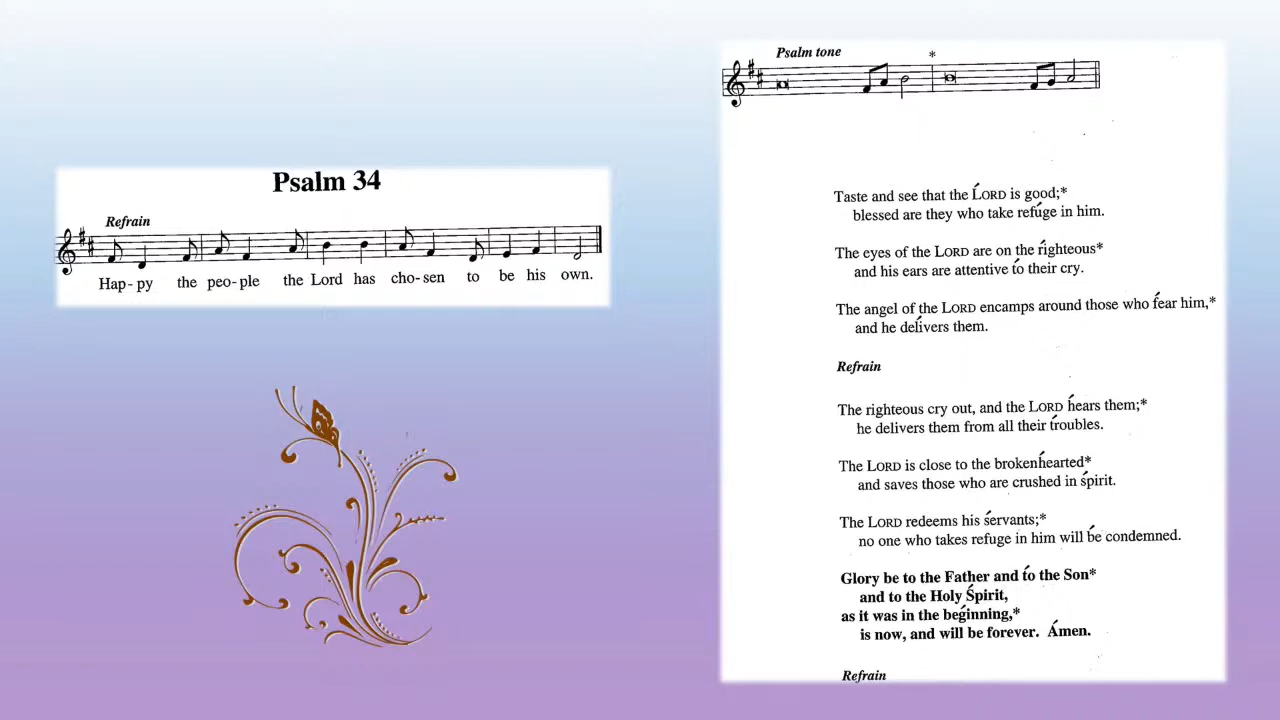 Psalm 34
Refrain
Hap- py the peo- ple the Lord has cho- sen to be his own.
Psalm tone
*
Taste and see that the LORD is good;*
blessed are they who take refuge in him.
The eyes of the LORD are on the righteous*
and his ears are attentive to their cry.
The angel of the LORD encamps around those who fear him,*
and he delivers them.
Refrain
The righteous cry out, and the LORD hears them;*
he delivers them from all their troubles.
The LORD is close to the brokenhearted*
and saves those who are crushed in spirit.
The LORD redeems his servants;*
no one who takes refuge in him will be condemned.
Glory be to the Father and to the Son*
and to the Holy Spirit,
as it was in the beginning,*
is now, and will be forever. Amen.
Refrain